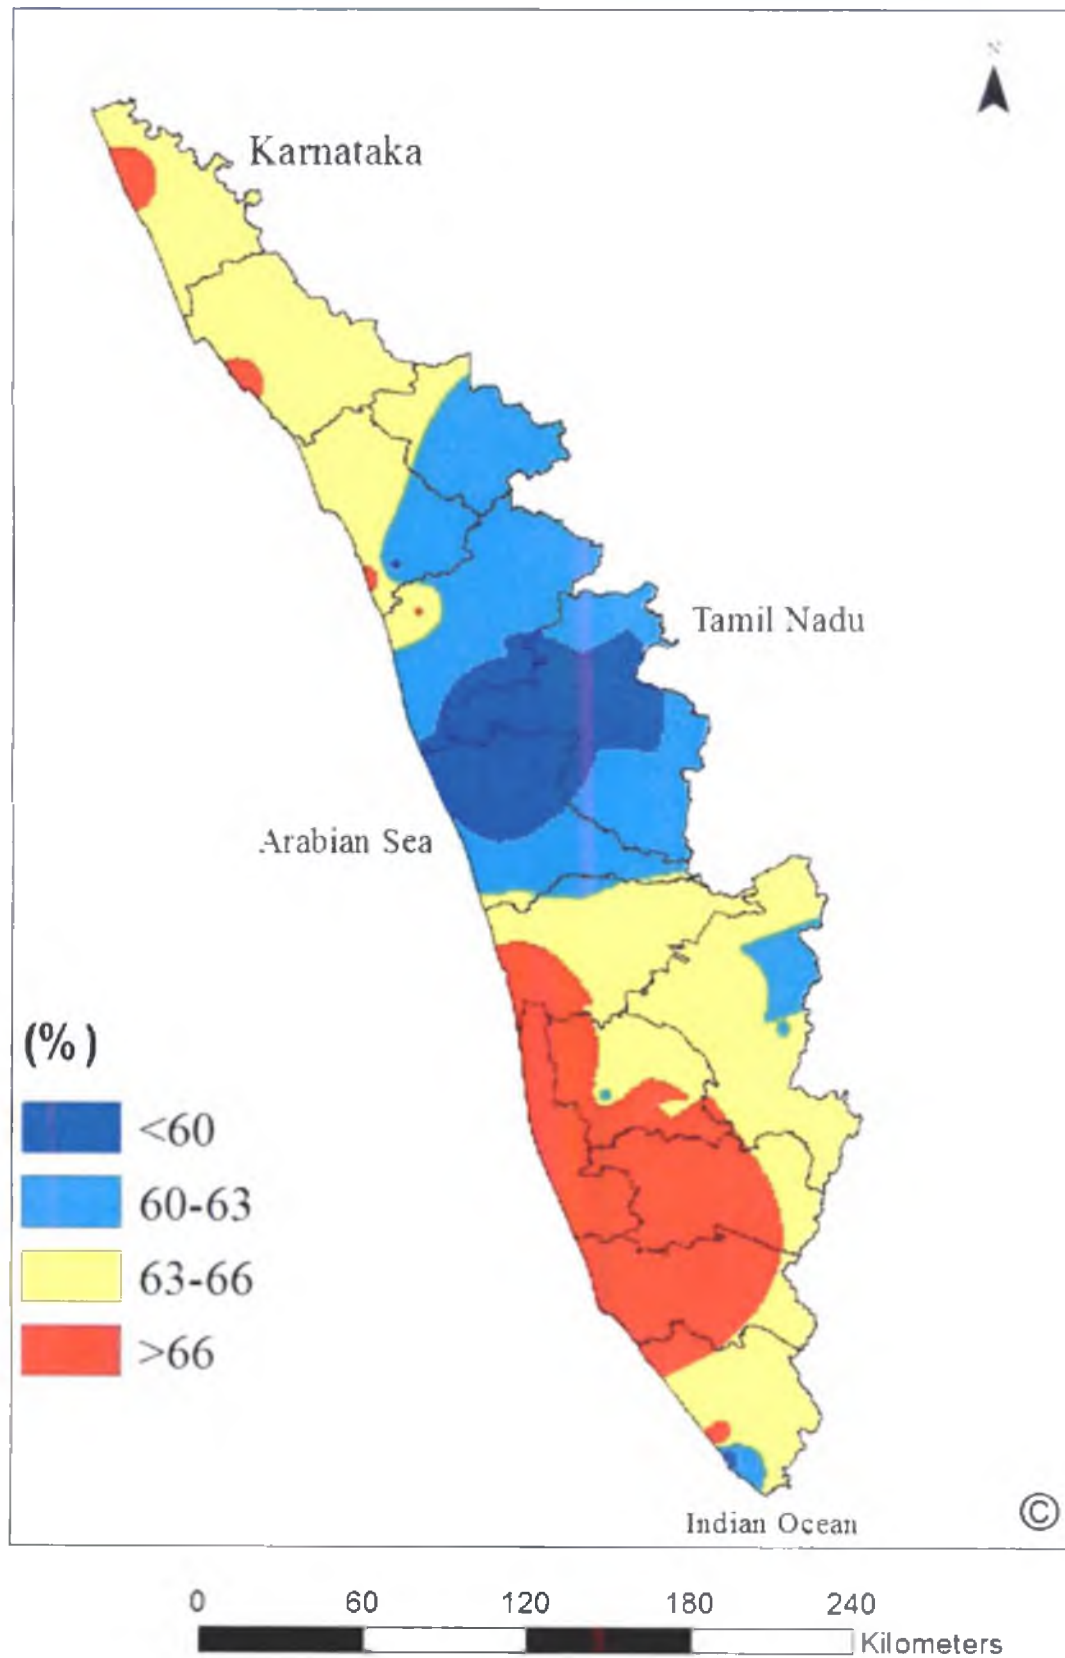 N
Karnataka
Tamil Nadu
Arabian Sea
(%)
<60
60-63
63-66
>66
Indian Ocean
©
0 60 120 180 240
Kilometers